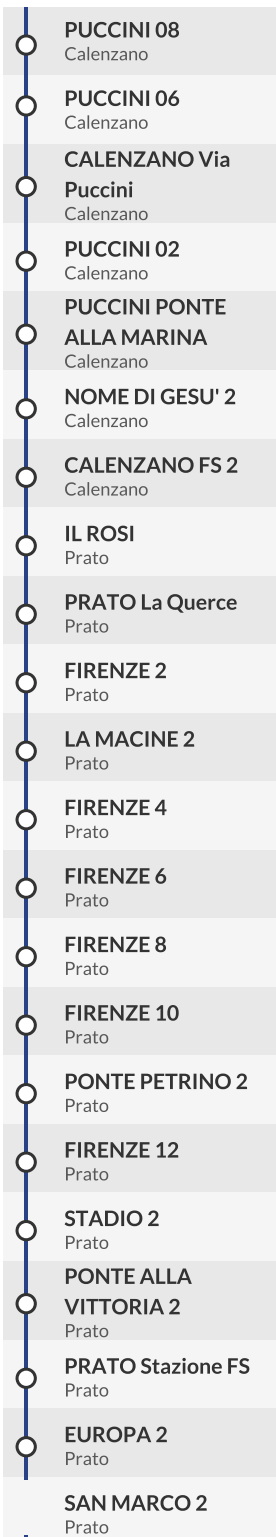 PUCCINI 08
Calenzano
PUCCINI 06
Calenzano
CALENZANO Via
Puccini
Calenzano
PUCCINI 02
Calenzano
PUCCINI PONTE
ALLA MARINA
Calenzano
NOME DI GESU' 2
Calenzano
CALENZANO FS 2
Calenzano
IL ROSI
Prato
PRATO La Querce
Prato
FIRENZE 2
Prato
LA MACINE 2
Prato
FIRENZE 4
Prato
FIRENZE 6
Prato
FIRENZE 8
Prato
FIRENZE 10
Prato
PONTE PETRINO 2
Prato
FIRENZE 12
Prato
STADIO 2
Prato
PONTE ALLA
VITTORIA 2
Prato
PRATO Stazione FS
Prato
EUROPA 2
Prato
SAN MARCO 2
Prato